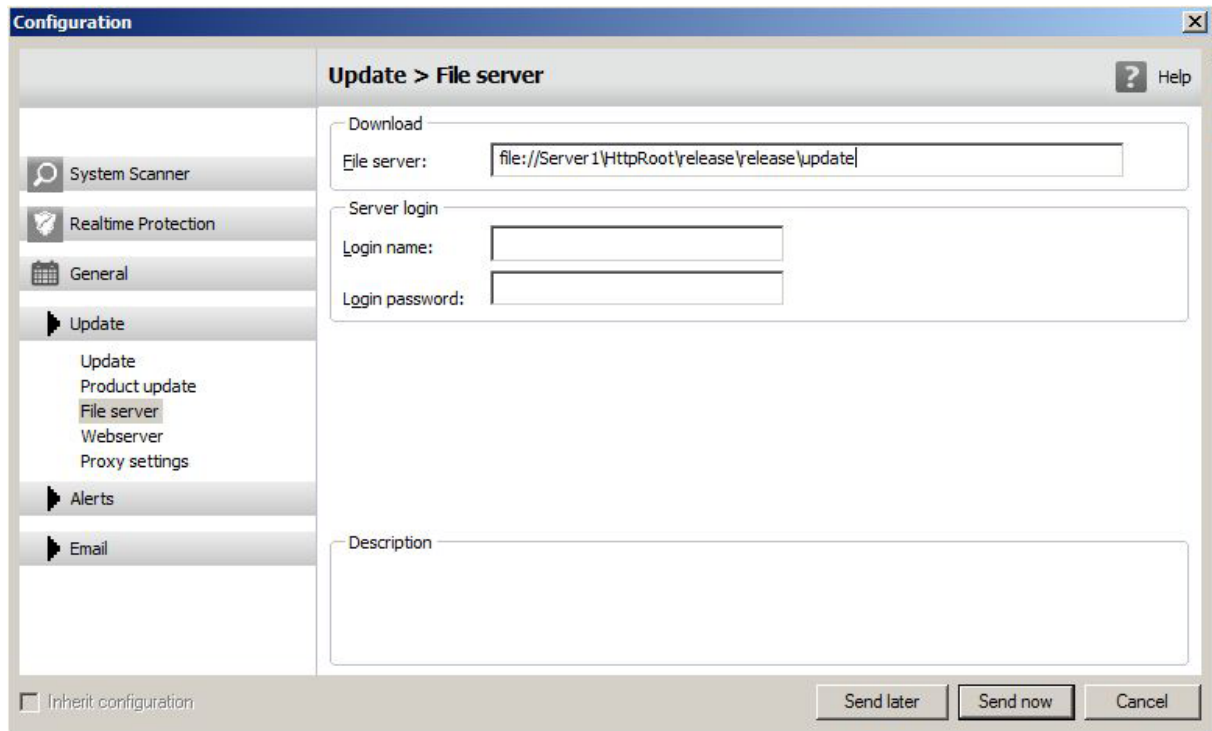 Configuration
Update > File server
? Help
System Scanner
Realtime Protection
General
Update
Update
Product update
File server
Webserver
Proxy settings
Alerts
Email
Download
File server: file://Server1\HttpRoot\release\release\update
Server login
Login name:
Login password:
Description
Inherit configuration
Send later Send now Cancel